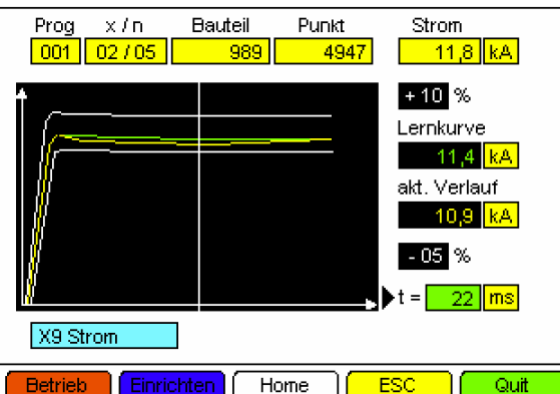 Prog x / n Bauteil Punkt Strom
001 02 / 05 989 4947 11,8 kA
+ 10 %
Lernkurve
11,4 kA
akt. Verlauf
10,9 kA
- 05 %
t = 22 ms
X9 Strom
Betrieb Einrichten Home ESC Quit